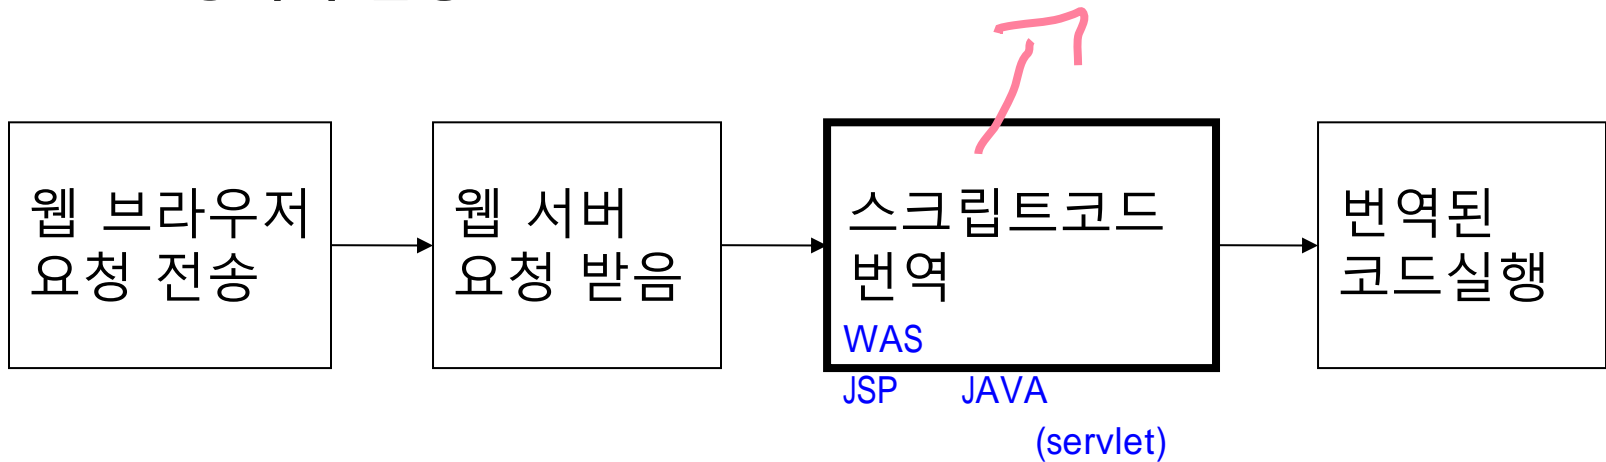 웹 브라우저
요청 전송
웹 서버
요청 받음
스크립트코드
번역
WAS
JSP JAVA
(servlet)
번역된
코드실행